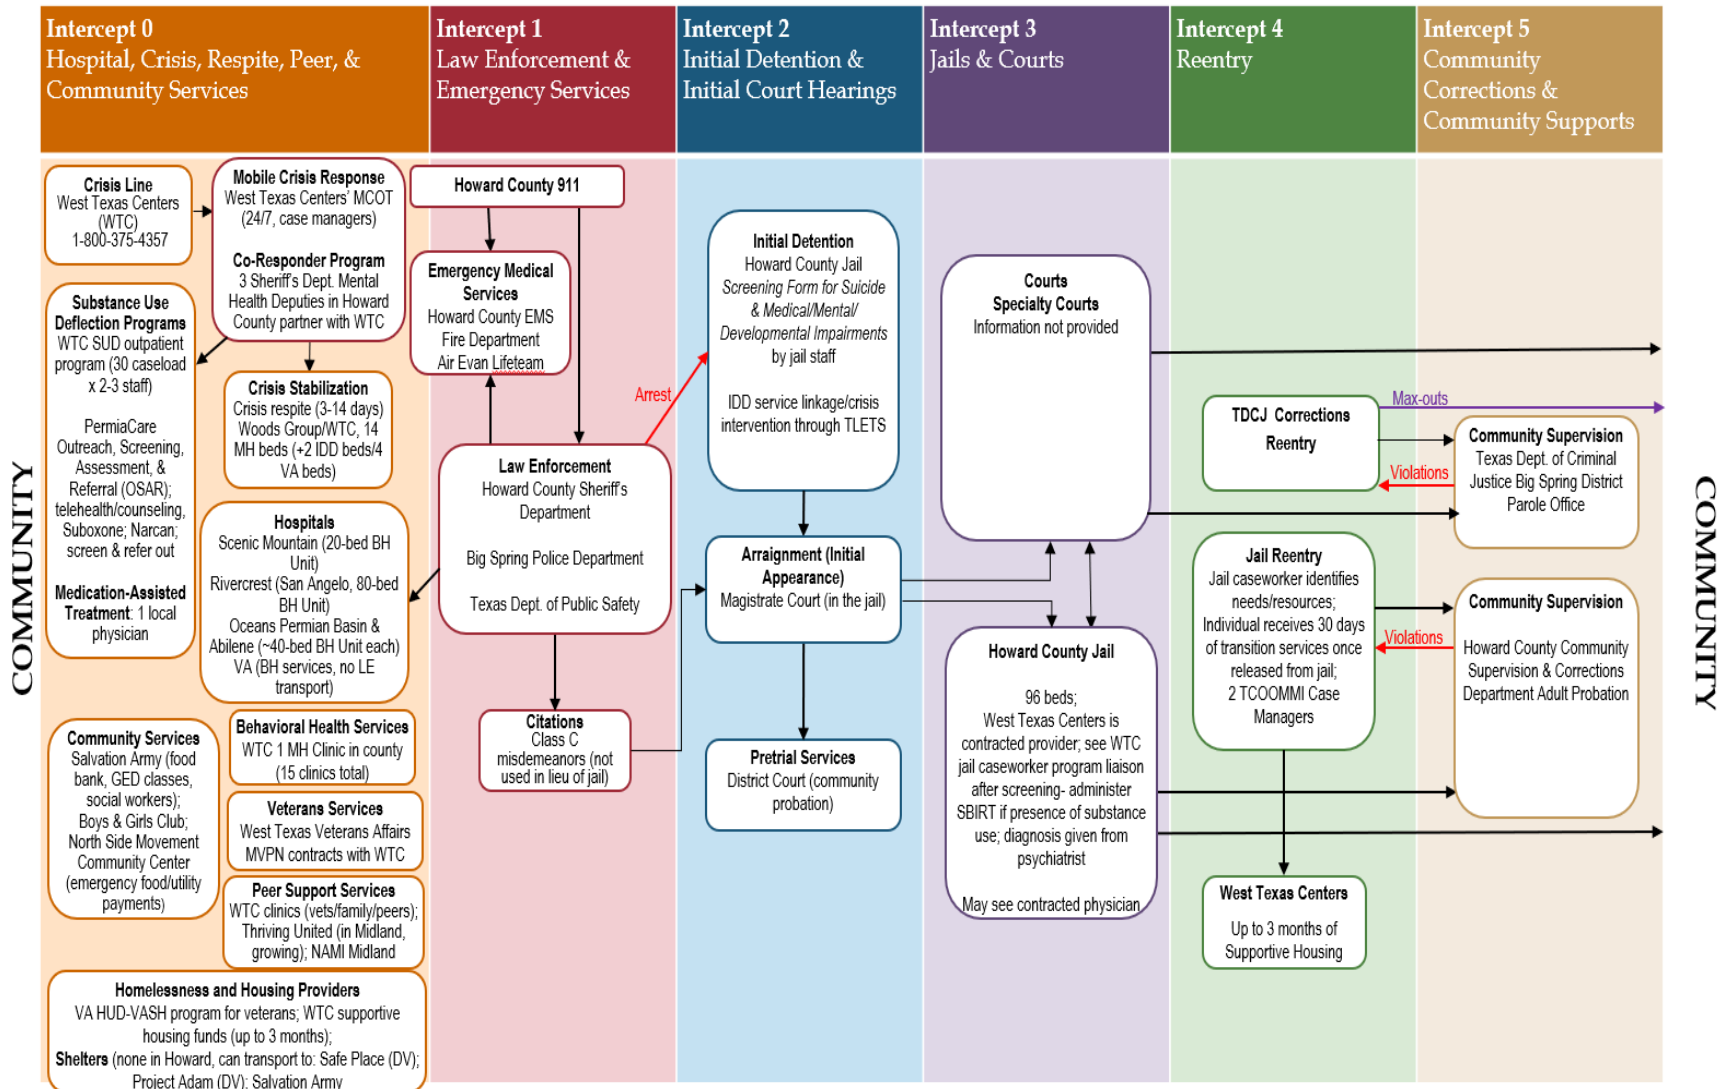 Intercept 0
Hospital, Crisis, Respite, Peer, &
Community Services
Intercept 1
Law Enforcement &
Emergency Services
Intercept 2
Initial Detention &
Initial Court Hearings
Intercept 3
Jails & Courts
Intercept 4
Reentry
Intercept 5
Community
Corrections &
Community Supports
COMMUNITY
Crisis Line
West Texas Centers
(WTC)
1-800-375-4357
Mobile Crisis Response
West Texas Centers' MCOT
(24/7, case managers)
Co-Responder Program
3 Sheriff's Dept. Mental
Health Deputies in Howard
County partner with WTC
Substance Use
Deflection Programs
WTC SUD outpatient
program (30 caseload
x 2-3 staff)
PermiaCare
Outreach, Screening,
Assessment, &
Referral (OSAR);
telehealth/counseling,
Suboxone; Narcan;
screen & refer out
Medication-Assisted
Treatment: 1 local
physician
Crisis Stabilization
Crisis respite (3-14 days)
Woods Group/WTC, 14
MH beds (+2 IDD beds/4
VA beds)
Hospitals
Scenic Mountain (20-bed BH
Unit)
Rivercrest (San Angelo, 80-bed
BH Unit)
Oceans Permian Basin &
Abilene (~40-bed BH Unit each)
VA (BH services, no LE
transport)
Community Services
Salvation Army (food
bank, GED classes,
social workers);
Boys & Girls Club;
North Side Movement
Community Center
(emergency food/utility
payments)
Behavioral Health Services
WTC 1 MH Clinic in county
(15 clinics total)
Veterans Services
West Texas Veterans Affairs
MVPN contracts with WTC
Peer Support Services
WTC clinics (vets/family/peers);
Thriving United (in Midland,
growing); NAMI Midland
Homelessness and Housing Providers
VA HUD-VASH program for veterans; WTC supportive
housing funds (up to 3 months);
Shelters (none in Howard, can transport to: Safe Place (DV);
Project Adam (DV); Salvation Army
Howard County 911
Emergency Medical
Services
Howard County EMS
Fire Department
Air Evan Lifeteam
Arrest
Law Enforcement
Howard County Sheriff's
Department
Big Spring Police Department
Texas Dept. of Public Safety
Citations
Class C
misdemeanors (not
used in lieu of jail)
Initial Detention
Howard County Jail
Screening Form for Suicide
& Medical/Mental/
Developmental Impairments
by jail staff
IDD service linkage/crisis
intervention through TLETS
Arraignment (Initial
Appearance)
Magistrate Court (in the jail)
Pretrial Services
District Court (community
probation)
Courts
Specialty Courts
Information not provided
Howard County Jail
96 beds;
West Texas Centers is
contracted provider; see WTC
jail caseworker program liaison
after screening- administer
SBIRT if presence of substance
use; diagnosis given from
psychiatrist
May see contracted physician
TDCJ Corrections
Reentry
Max-outs
Violations
Jail Reentry
Jail caseworker identifies
needs/resources;
Individual receives 30 days
of transition services once
released from jail;
2 TCOOMMI Case
Managers
Violations
West Texas Centers
Up to 3 months of
Supportive Housing
Community Supervision
Texas Dept. of Criminal
Justice Big Spring District
Parole Office
Community Supervision
Howard County Community
Supervision & Corrections
Department Adult Probation
COMMUNITY